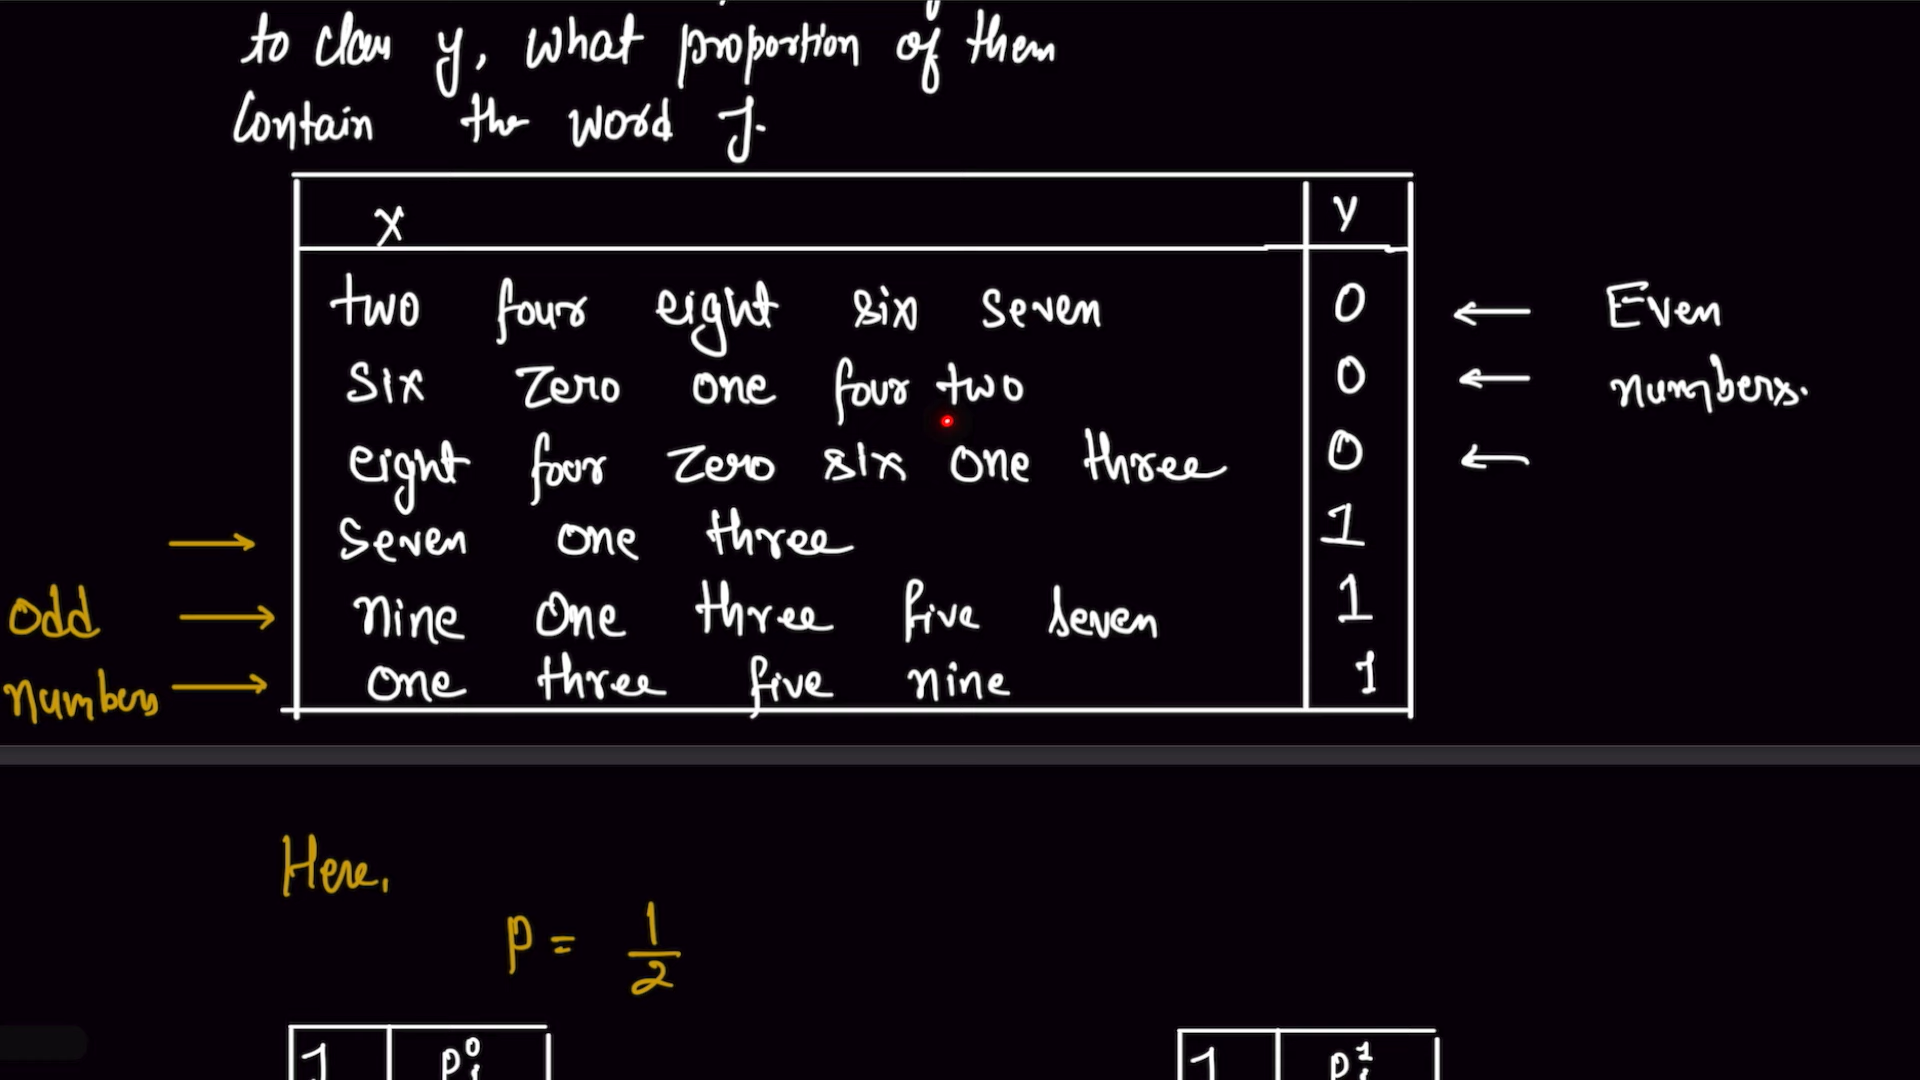 to class y, what proportion of them
contain the word j.
X Y
two four eight six seven 0 ← Even
six zero one four two 0 ← numbers.
eight four zero six one three 0 ←
→ seven one three 1
odd → nine one three five seven 1
numbers → one three five nine 1
Here,
P = 1/2
J P⁰ⱼ J P¹ⱼ